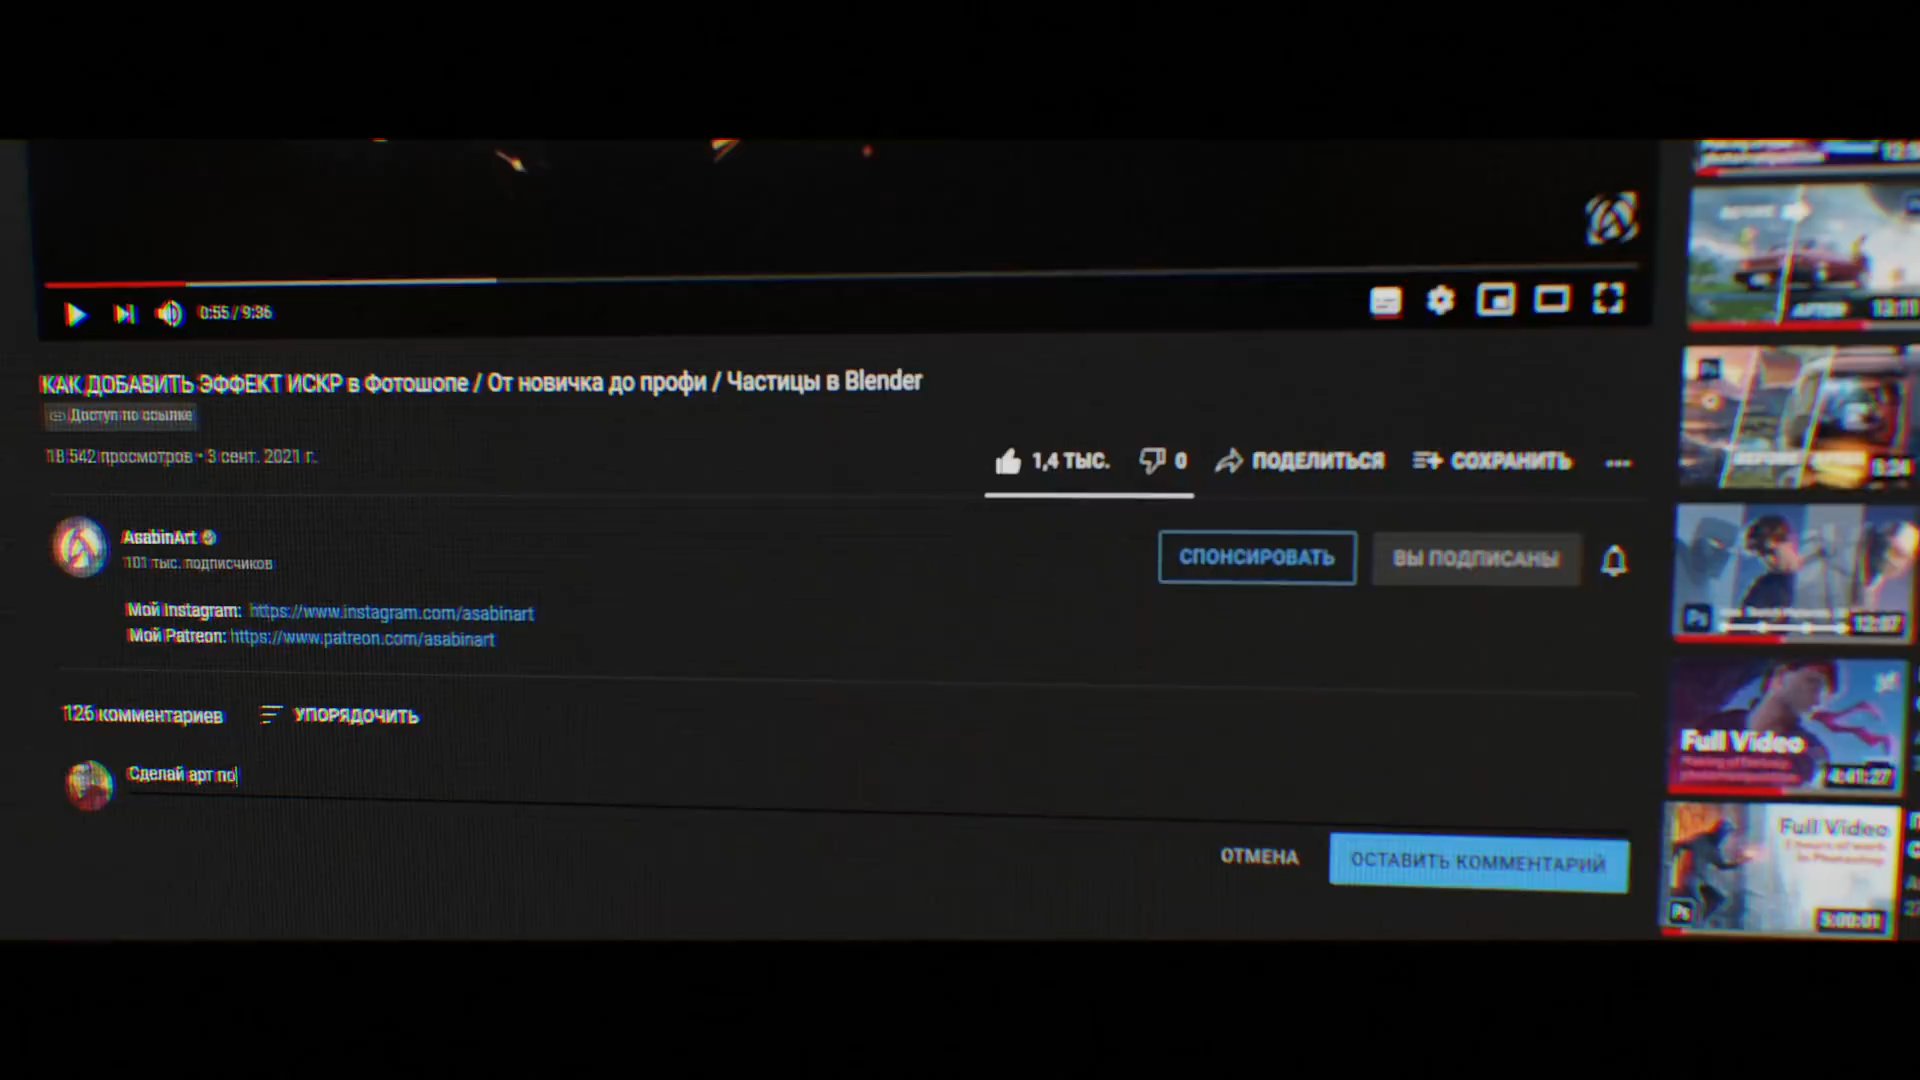 0:55 / 9:36
КАК ДОБАВИТЬ ЭФФЕКТ ИСКР в Фотошопе / От новичка до профи / Частицы в Blender
Доступ по ссылке
18 542 просмотров • 3 сент. 2021 г.
1,4 ТЫС.
0
ПОДЕЛИТЬСЯ
СОХРАНИТЬ
AsabinArt
101 тыс. подписчиков
СПОНСИРОВАТЬ
ВЫ ПОДПИСАНЫ
Мой Instagram: https://www.instagram.com/asabinart
Мой Patreon: https://www.patreon.com/asabinart
126 комментариев
УПОРЯДОЧИТЬ
Сделай арт по
ОТМЕНА
ОСТАВИТЬ КОММЕНТАРИЙ
13:11
Ps
12:07
Full Video
4:41:27
Full Video
Ps
5:00:01